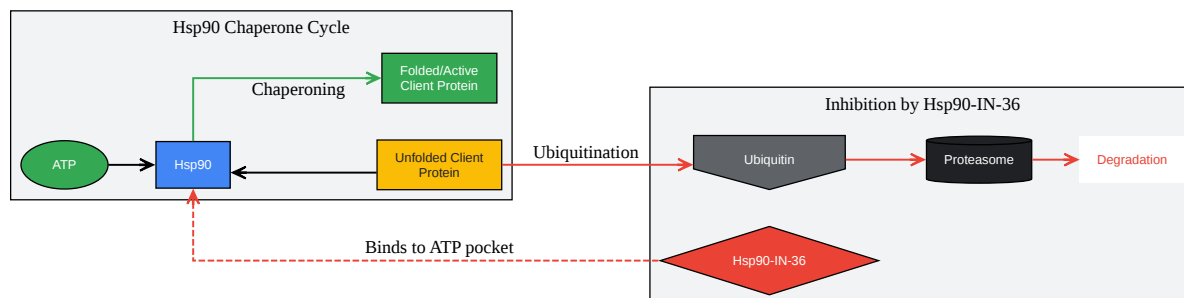 Hsp90 Chaperone Cycle
Folded/Active
Client Protein
Chaperoning
Inhibition by Hsp90-IN-36
ATP
Hsp90
Unfolded Client
Protein
Ubiquitination
Ubiquitin
Proteasome
Degradation
Binds to ATP pocket
Hsp90-IN-36